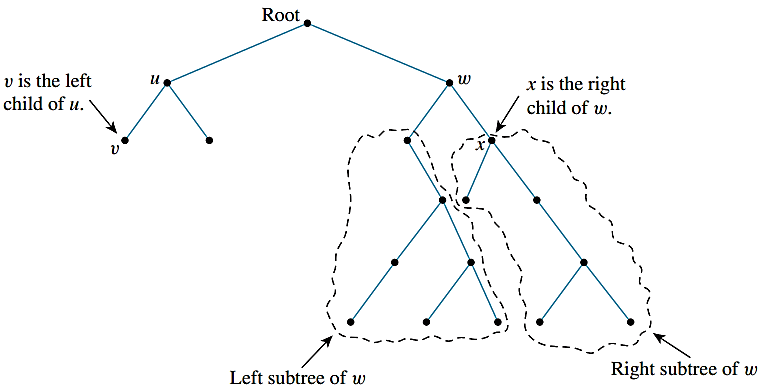 Root
v is the left
child of u.
u
w
x is the right
child of w.
v
x
Left subtree of w
Right subtree of w